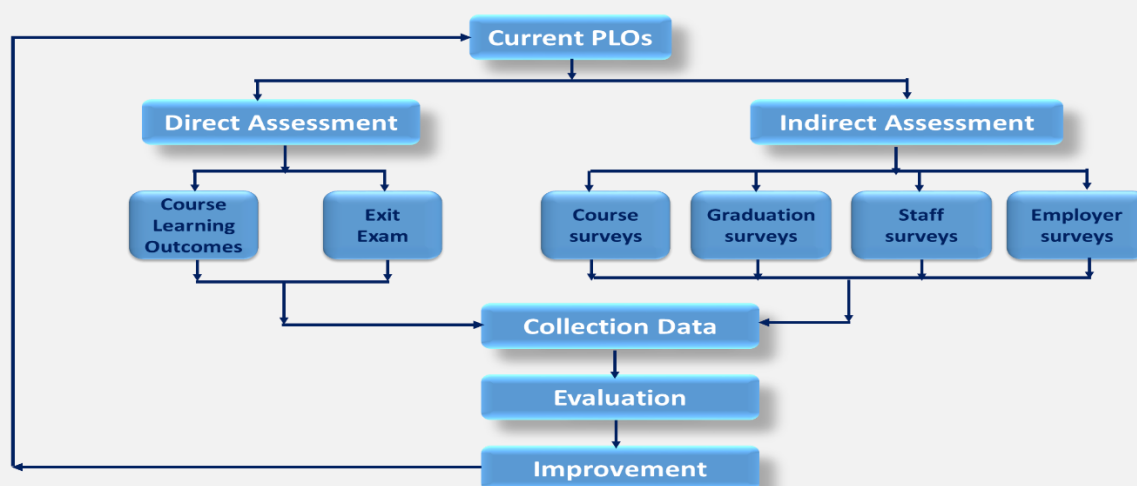 Current PLOs
Direct Assessment
Indirect Assessment
Course
Learning
Outcomes
Exit
Exam
Course
surveys
Graduation
surveys
Staff
surveys
Employer
surveys
Collection Data
Evaluation
Improvement